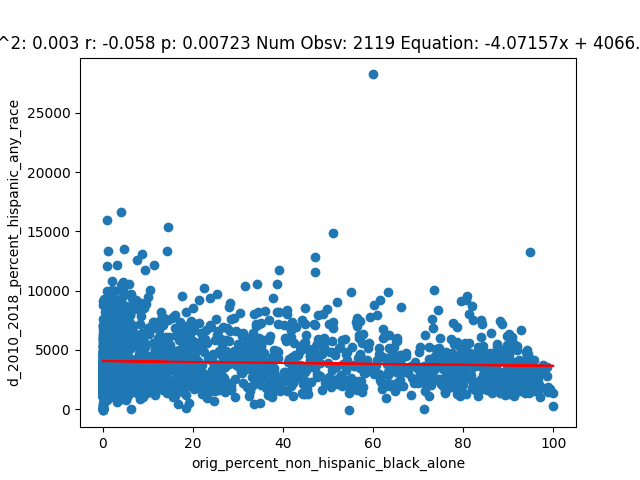 ^2: 0.003 r: -0.058 p: 0.00723 Num Obsv: 2119 Equation: -4.07157x + 4066.
25000
20000
15000
10000
5000
0
d_2010_2018_percent_hispanic_any_race
0 20 40 60 80 100
orig_percent_non_hispanic_black_alone